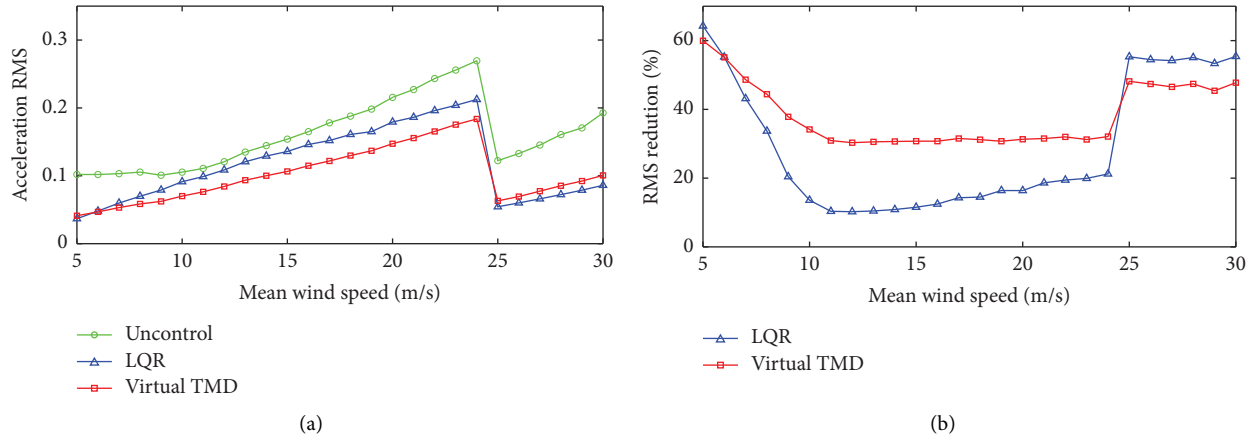 Acceleration RMS
0.3
0.2
0.1
0
5 10 15 20 25 30
Mean wind speed (m/s)
Uncontrol
LQR
Virtual TMD
(a)
RMS redution (%)
60
40
20
0
5 10 15 20 25 30
Mean wind speed (m/s)
LQR
Virtual TMD
(b)